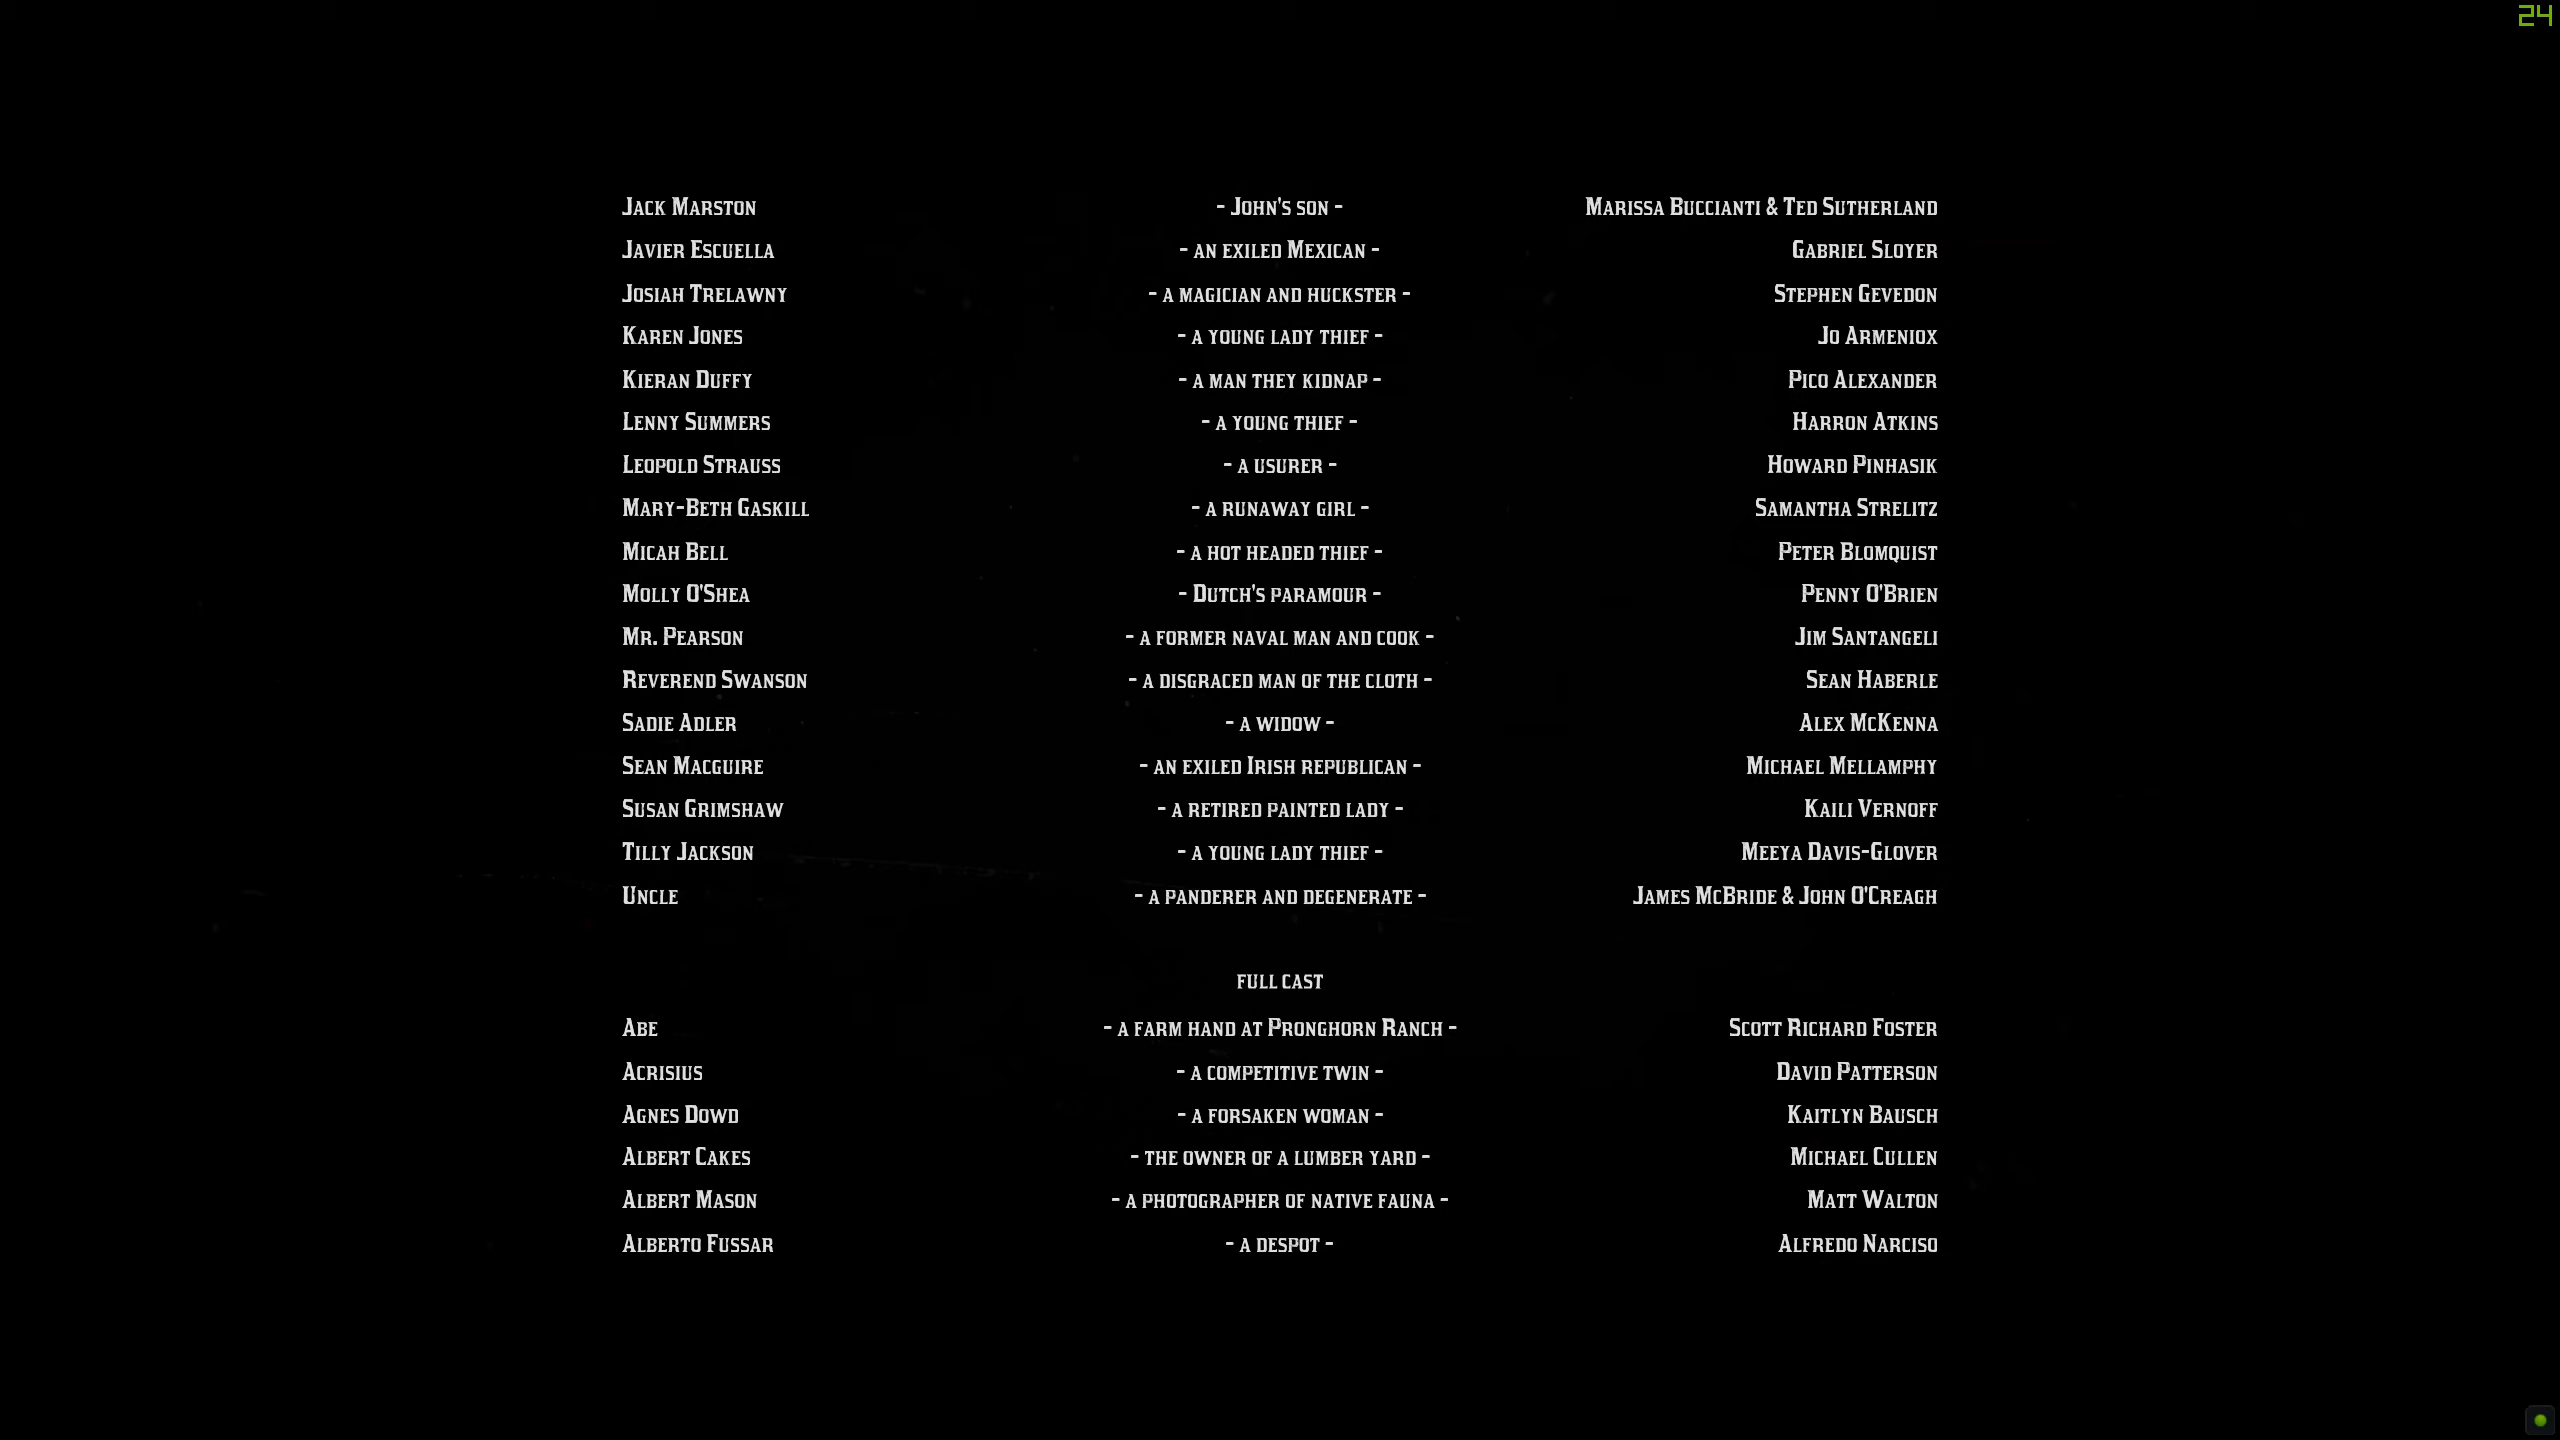 24
Jack Marston - John's son - Marissa Buccianti & Ted Sutherland
Javier Escuella - an exiled Mexican - Gabriel Sloyer
Josiah Trelawny - a magician and huckster - Stephen Gevedon
Karen Jones - a young lady thief - Jo Armeniox
Kieran Duffy - a man they kidnap - Pico Alexander
Lenny Summers - a young thief - Harron Atkins
Leopold Strauss - a usurer - Howard Pinhasik
Mary-Beth Gaskill - a runaway girl - Samantha Strelitz
Micah Bell - a hot headed thief - Peter Blomquist
Molly O'Shea - Dutch's paramour - Penny O'Brien
Mr. Pearson - a former naval man and cook - Jim Santangeli
Reverend Swanson - a disgraced man of the cloth - Sean Haberle
Sadie Adler - a widow - Alex McKenna
Sean Macguire - an exiled Irish republican - Michael Mellamphy
Susan Grimshaw - a retired painted lady - Kaili Vernoff
Tilly Jackson - a young lady thief - Meeya Davis-Glover
Uncle - a panderer and degenerate - James McBride & John O'Creagh
full cast
Abe - a farm hand at Pronghorn Ranch - Scott Richard Foster
Acrisius - a competitive twin - David Patterson
Agnes Dowd - a forsaken woman - Kaitlyn Bausch
Albert Cakes - the owner of a lumber yard - Michael Cullen
Albert Mason - a photographer of native fauna - Matt Walton
Alberto Fussar - a despot - Alfredo Narciso